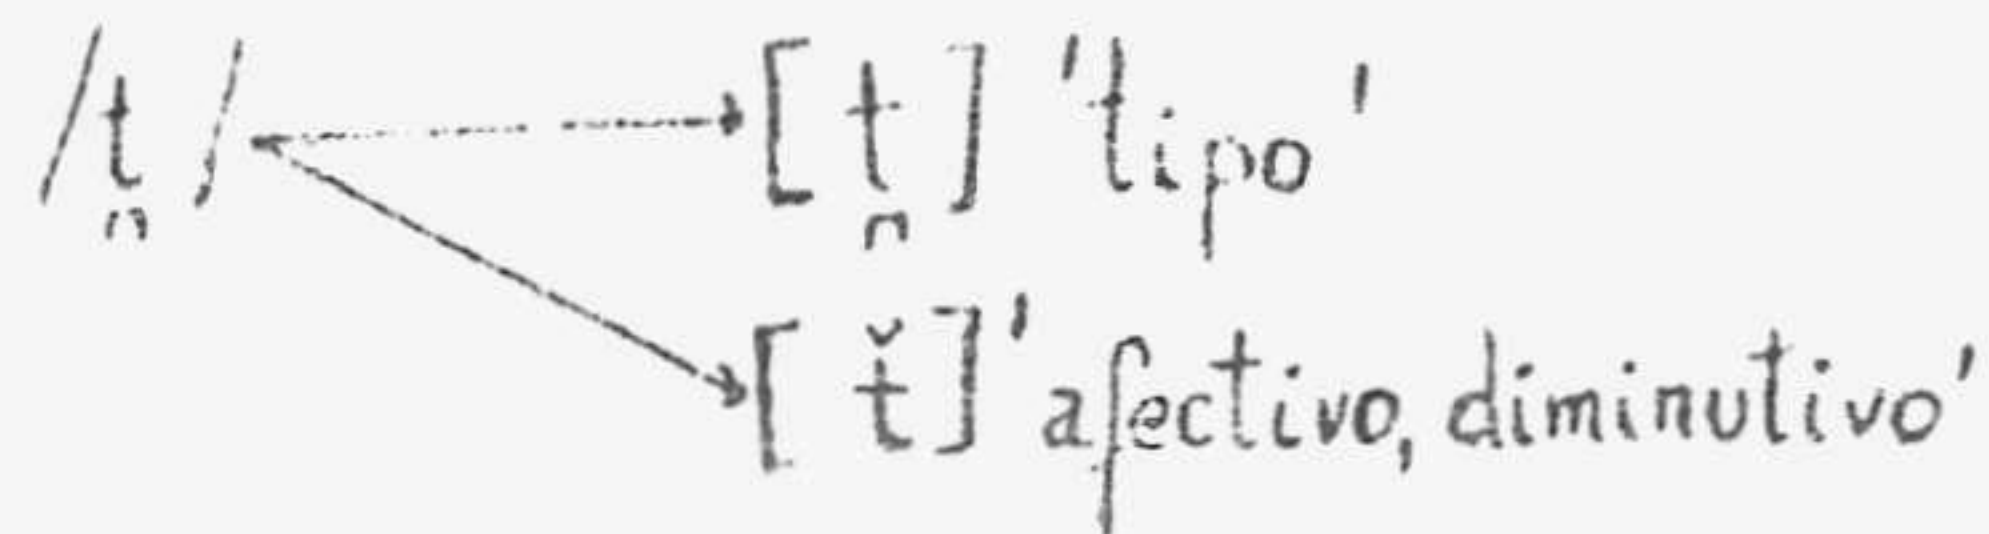 /t̪/ [t̪] 'tipo'
[t̆̌] 'afectivo, diminutivo'